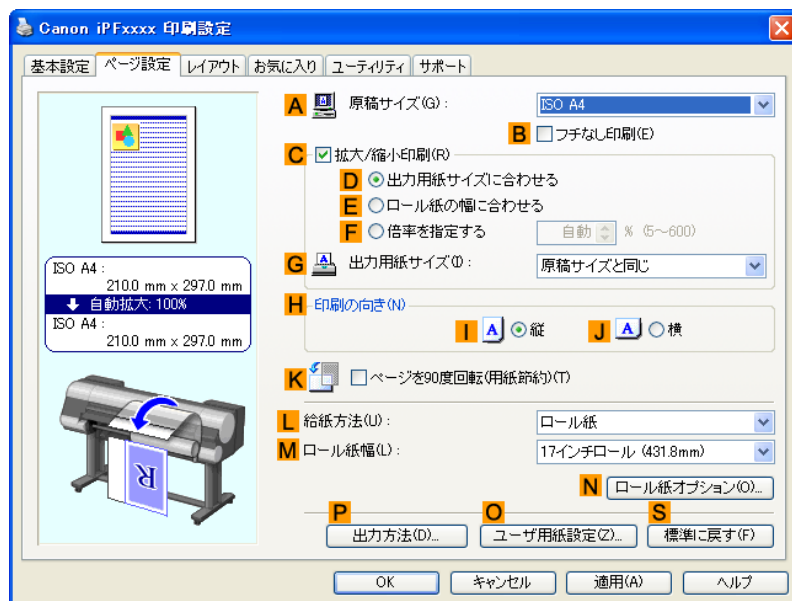 Canon iPFxxxx 印刷設定
基本設定 ページ設定 レイアウト お気に入り ユーティリティ サポート
A 原稿サイズ(G): ISO A4
B フチなし印刷(E)
C 拡大/縮小印刷(R)
D 出力用紙サイズに合わせる
E ロール紙の幅に合わせる
F 倍率を指定する 自動 % (5～600)
G 出力用紙サイズ(I): 原稿サイズと同じ
ISO A4:
210.0 mm x 297.0 mm
自動拡大: 100%
ISO A4:
210.0 mm x 297.0 mm
H 印刷の向き(N)
I A 縦 J A 横
K ページを90度回転(用紙節約)(T)
R
L 給紙方法(U): ロール紙
M ロール紙幅(L): 17インチロール (431.8mm)
N ロール紙オプション(O)...
P O S
出力方法(D)... ユーザ用紙設定(Z)... 標準に戻す(F)
OK キャンセル 適用(A) ヘルプ